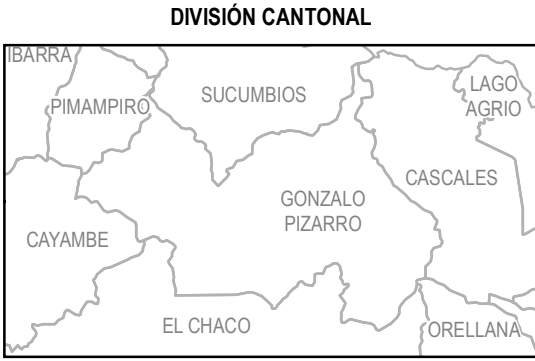 DIVISIÓN CANTONAL
IBARRA
PIMAMPIRO
SUCUMBIOS
LAGO
AGRIO
CASCALES
GONZALO
PIZARRO
CAYAMBE
EL CHACO
ORELLANA